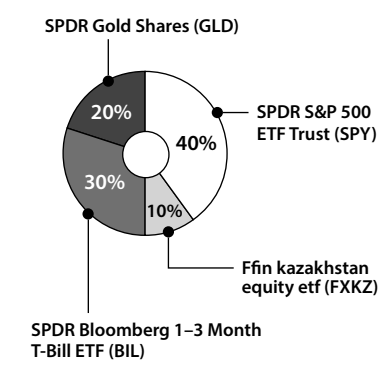 SPDR Gold Shares (GLD)
20%
40%
SPDR S&P 500
ETF Trust (SPY)
30%
10%
Ffin kazakhstan
equity etf (FXKZ)
SPDR Bloomberg 1–3 Month
T-Bill ETF (BIL)